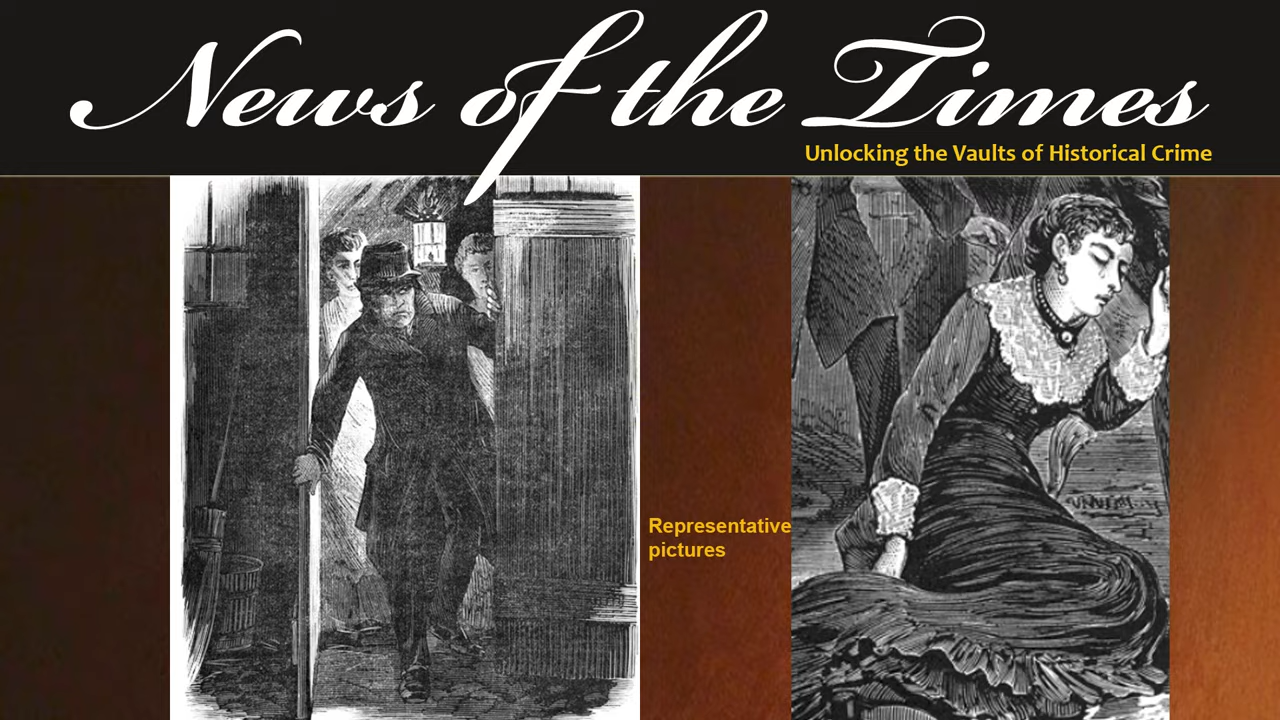 News of the Times
Unlocking the Vaults of Historical Crime
Representative
pictures